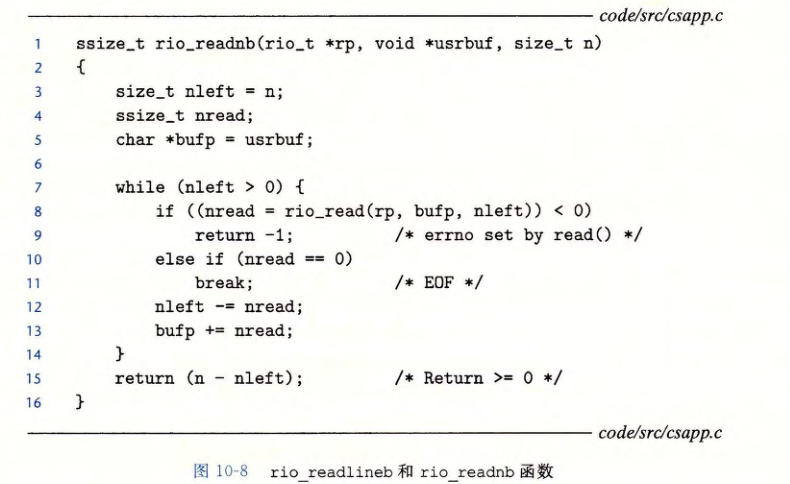 code/src/csapp.c
1 ssize_t rio_readnb(rio_t *rp, void *usrbuf, size_t n)
2 {
3     size_t nleft = n;
4     ssize_t nread;
5     char *bufp = usrbuf;
6
7     while (nleft > 0) {
8         if ((nread = rio_read(rp, bufp, nleft)) < 0)
9             return -1;          /* errno set by read() */
10         else if (nread == 0)
11             break;              /* EOF */
12         nleft -= nread;
13         bufp += nread;
14     }
15     return (n - nleft);         /* Return >= 0 */
16 }
code/src/csapp.c
图 10-8 rio_readlineb 和 rio_readnb 函数